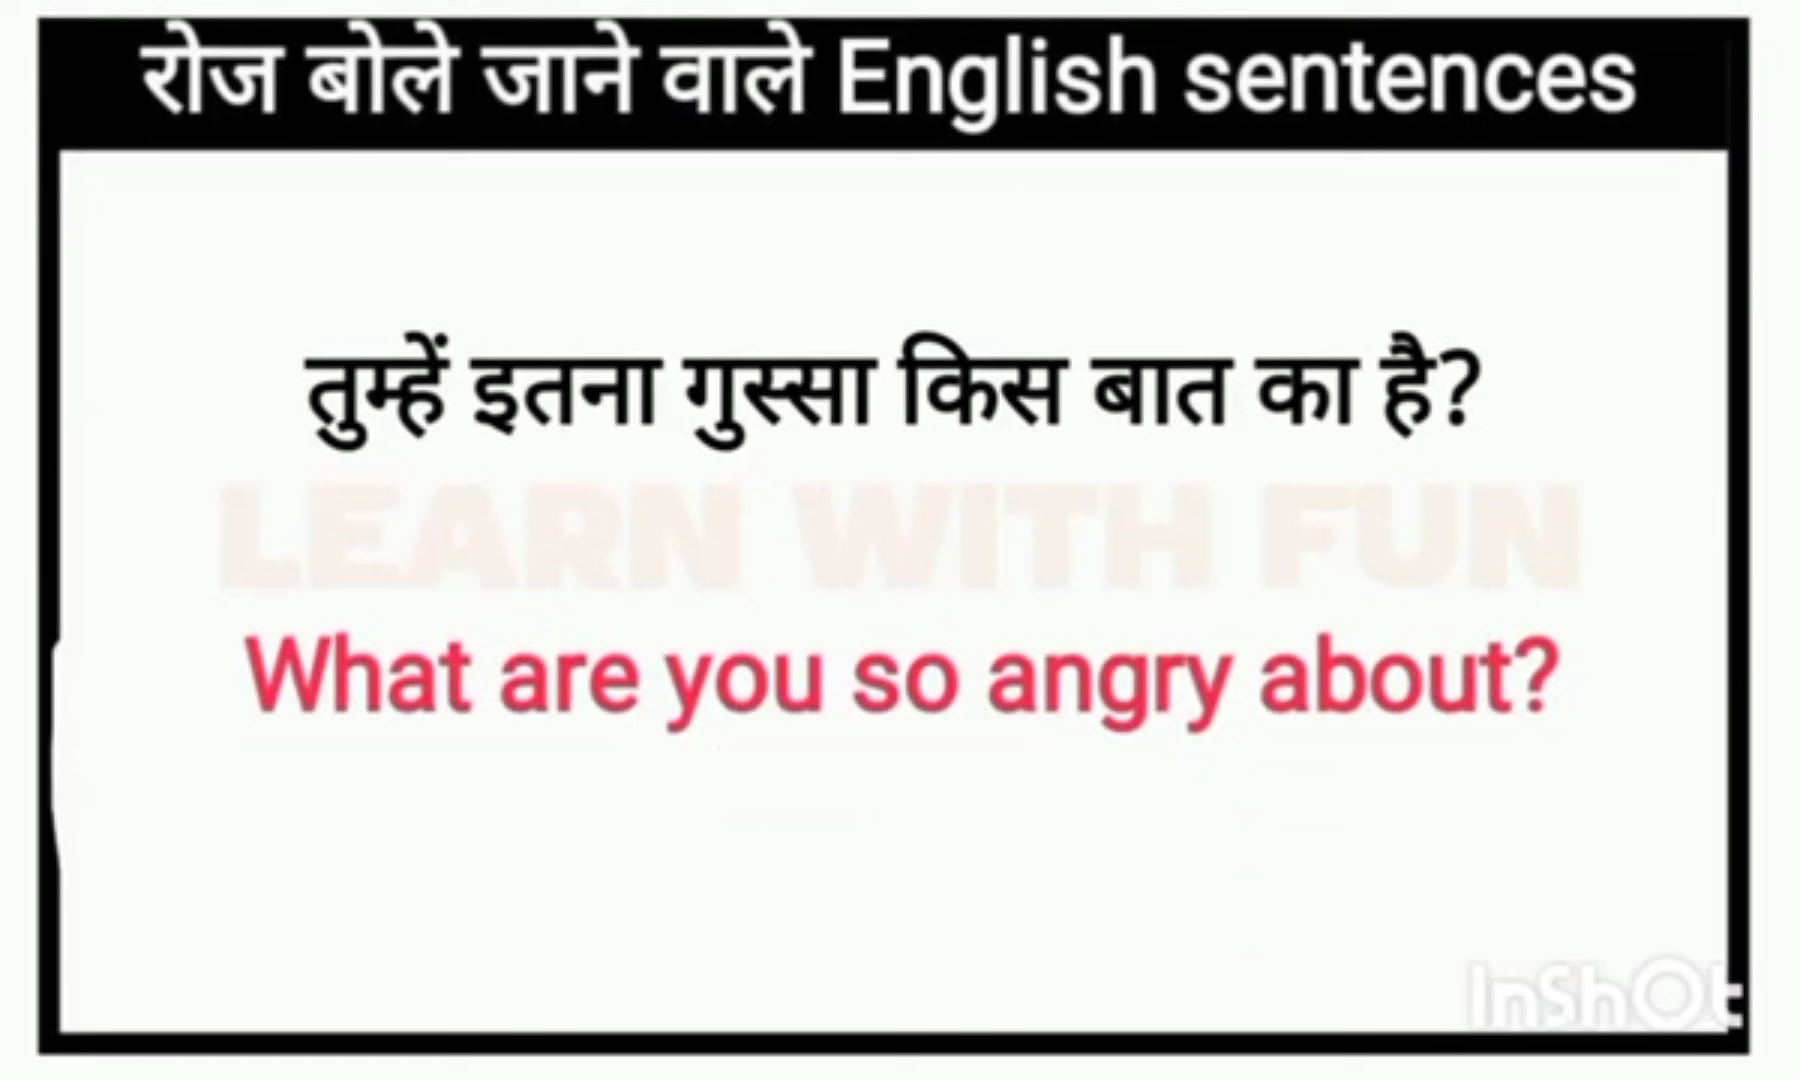 रोज बोले जाने वाले English sentences
तुम्हें इतना गुस्सा किस बात का है?
LEARN WITH FUN
What are you so angry about?
InShOt